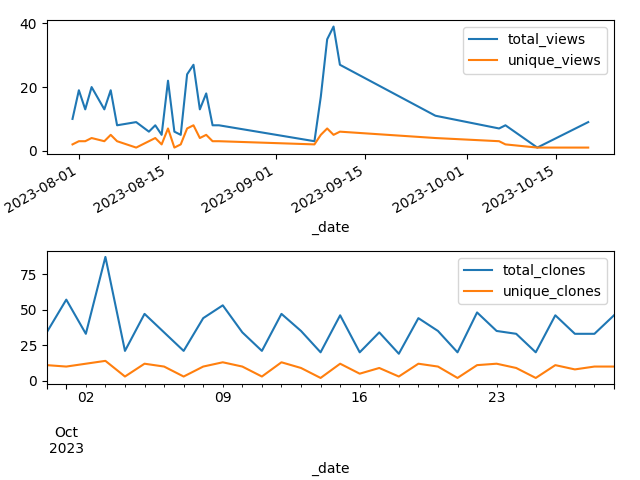 40
20
0
total_views
unique_views
2023-08-01
2023-08-15
2023-09-01
2023-09-15
2023-10-01
2023-10-15
_date
75
50
25
0
total_clones
unique_clones
02
09
16
23
Oct
2023
_date